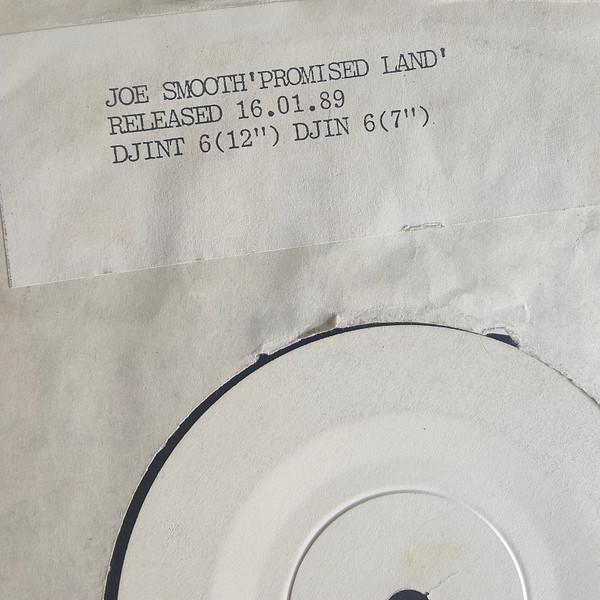 JOE SMOOTH'PROMISED LAND'
RELEASED 16.01.89
DJINT 6(12") DJIN 6(7")